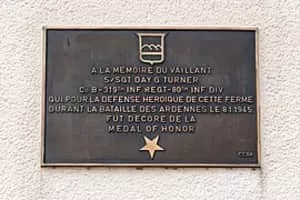 A LA MEMOIRE DU VAILLANT
S/SGT. DAY G. TURNER
Co B - 319TH INF REGT - 80TH INF DIV
QUI POUR LA DEFENSE HEROIQUE DE CETTE FERME
DURANT LA BATAILLE DES ARDENNES LE 8.1.1945
FUT DECORE DE LA
MEDAL OF HONOR